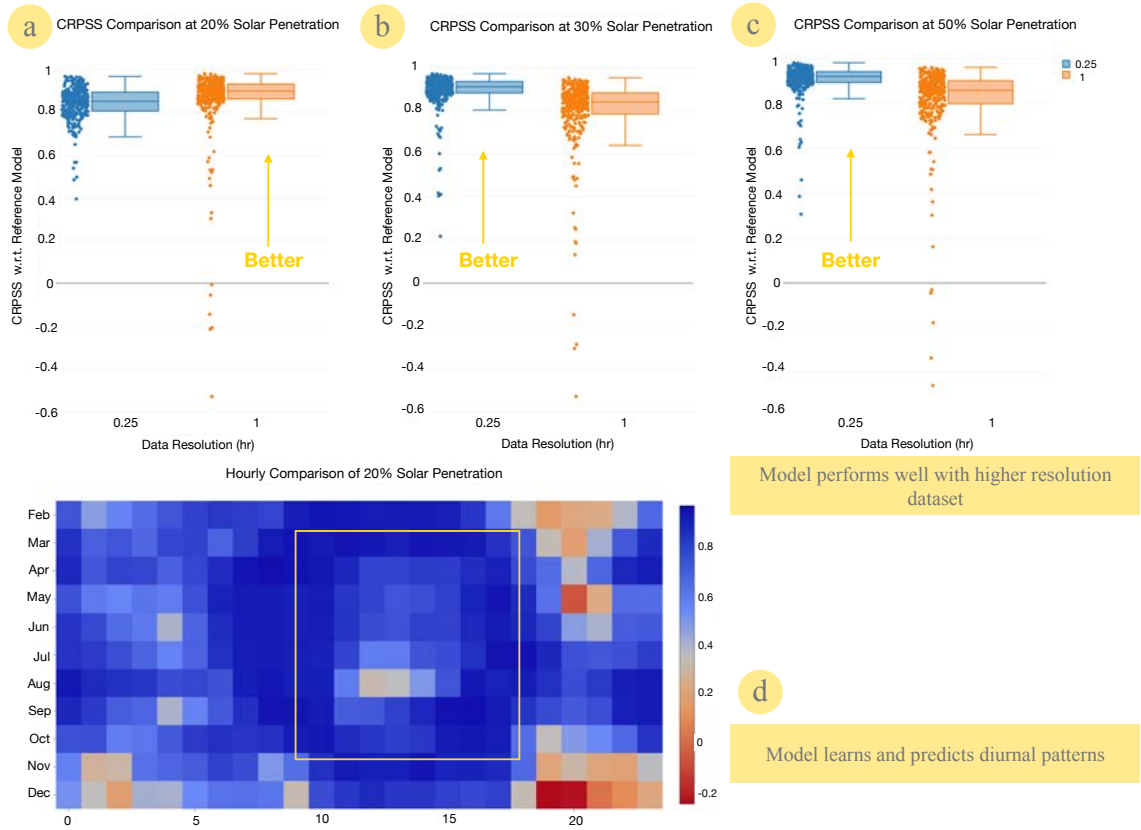 a
CRPSS Comparison at 20% Solar Penetration
CRPSS w.r.t. Reference Model
1
0.8
0.6
0.4
0.2
0
-0.2
-0.4
-0.6
Better
0.25
1
Data Resolution (hr)
b
CRPSS Comparison at 30% Solar Penetration
CRPSS w.r.t. Reference Model
1
0.8
0.6
0.4
0.2
0
-0.2
-0.4
-0.6
Better
0.25
1
Data Resolution (hr)
c
CRPSS Comparison at 50% Solar Penetration
CRPSS w.r.t. Reference Model
1
0.8
0.6
0.4
0.2
0
-0.2
-0.4
-0.6
Better
0.25
1
Data Resolution (hr)
0.25
1
Model performs well with higher resolution
dataset
Hourly Comparison of 20% Solar Penetration
Feb
Mar
Apr
May
Jun
Jul
Aug
Sep
Oct
Nov
Dec
0
5
10
15
20
0.8
0.6
0.4
0.2
0
-0.2
d
Model learns and predicts diurnal patterns